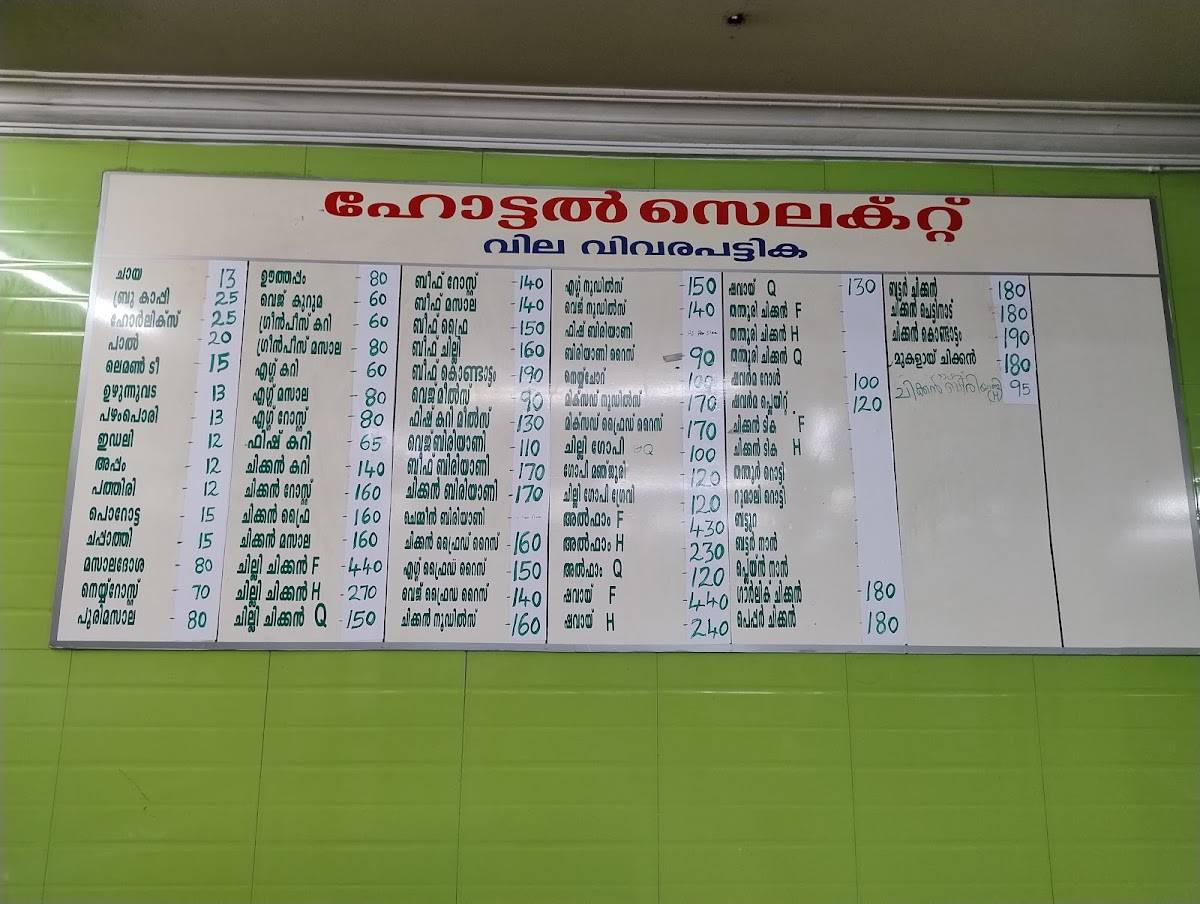 ഹോട്ടൽ സെലക്റ്റ്
വില വിവരപട്ടിക
ചായ - 13
ബ്രു കാപ്പി - 25
ഹോർലിക്സ് - 25
പാൽ - 20
ലെമൺ ടീ - 15
ഉഴുന്നുവട - 13
പഴംപൊരി - 13
ഇഡലി - 12
അപ്പം - 12
പത്തിരി - 12
പൊറോട്ട - 15
ചപ്പാത്തി - 15
മസാലദോശ - 80
നെയ്യ്റോസ്റ്റ് - 70
പൂരിമസാല - 80
ഊത്തപ്പം - 80
വെജ് കുറുമ - 60
ഗ്രീൻപീസ് കറി - 60
ഗ്രീൻപീസ് മസാല - 80
എഗ്ഗ് കറി - 60
എഗ്ഗ് മസാല - 80
എഗ്ഗ് റോസ്റ്റ് - 80
ഫിഷ് കറി - 65
ചിക്കൻ കറി - 140
ചിക്കൻ റോസ്റ്റ് - 160
ചിക്കൻ ഫ്രൈ - 160
ചിക്കൻ മസാല - 160
ചില്ലി ചിക്കൻ F - 440
ചില്ലി ചിക്കൻ H - 270
ചില്ലി ചിക്കൻ Q - 150
ബീഫ് റോസ്റ്റ് - 140
ബീഫ് മസാല - 140
ബീഫ് ഫ്രൈ - 150
ബീഫ് ചില്ലി - 160
ബീഫ് കൊണ്ടാട്ടം - 190
വെജ്മീൽസ് - 90
ഫിഷ്കറി മീൽസ് - 130
വെജ്ബിരിയാണി - 110
ബീഫ് ബിരിയാണി - 170
ചിക്കൻ ബിരിയാണി - 170
ചെമ്മീൻ ബിരിയാണി
ചിക്കൻ ഫ്രൈഡ് റൈസ് - 160
എഗ്ഗ് ഫ്രൈഡ് റൈസ് - 150
വെജ് ഫ്രൈഡ് റൈസ് - 140
ചിക്കൻ നൂഡിൽസ് - 160
എഗ്ഗ് നൂഡിൽസ് - 150
വെജ് നൂഡിൽസ് - 140
ഫിഷ് ബിരിയാണി
ബിരിയാണി റൈസ് - 90
നെയ്യ്ചോറ് - 100
മിക്സഡ് നൂഡിൽസ് - 170
മിക്സഡ് ഫ്രൈഡ് റൈസ് - 170
ചില്ലി ഗോപി - 100
ഗോപി മഞ്ചൂരി - 120
ചില്ലി ഗോപി ഗ്രേവി - 120
അൽഫാം F - 430
അൽഫാം H - 230
അൽഫാം Q - 120
ഷവായ് F - 440
ഷവായ് H - 240
ഷവായ് Q - 130
തന്തൂരി ചിക്കൻ F
തന്തൂരി ചിക്കൻ H
തന്തൂരി ചിക്കൻ Q
ഷവർമ റോൾ - 100
ഷവർമ പ്ലെയ്റ്റ് - 120
ചിക്കൻ ടിക F
ചിക്കൻ ടിക H
തന്തൂർ റൊട്ടി
റുമാലി റൊട്ടി
ബട്ടൂറ
ബട്ടർ നാൻ
പ്ലെയ്ൻ നാൻ
ഗാർലിക് ചിക്കൻ - 180
പെപ്പർ ചിക്കൻ - 180
ബട്ടർ ചിക്കൻ - 180
ചിക്കൻ ചെട്ടിനാട് - 180
ചിക്കൻ കൊണ്ടാട്ടം - 190
മുകളായ് ചിക്കൻ - 180
ചിക്കൻ ബിരിയാണി 95